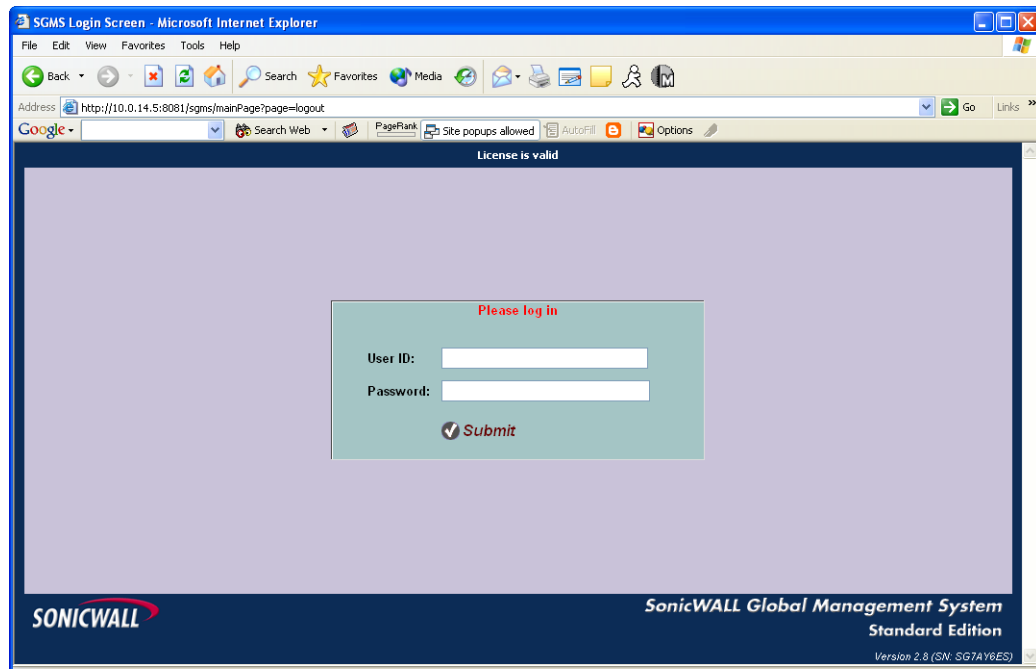 SGMS Login Screen - Microsoft Internet Explorer
File Edit View Favorites Tools Help
Back Search Favorites Media
Address http://10.0.14.5:8081/sgms/mainPage?page=logout Go Links »
Google Search Web PageRank Site popups allowed AutoFill Options
License is valid
Please log in
User ID:
Password:
Submit
SONICWALL
SonicWALL Global Management System
Standard Edition
Version 2.8 (SN: SG7AY6ES)